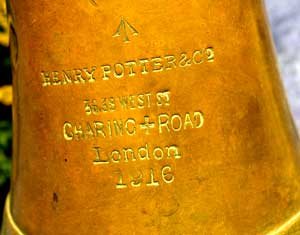 HENRY POTTER & Co
36,38 WEST ST
CHARING + ROAD
London
1916